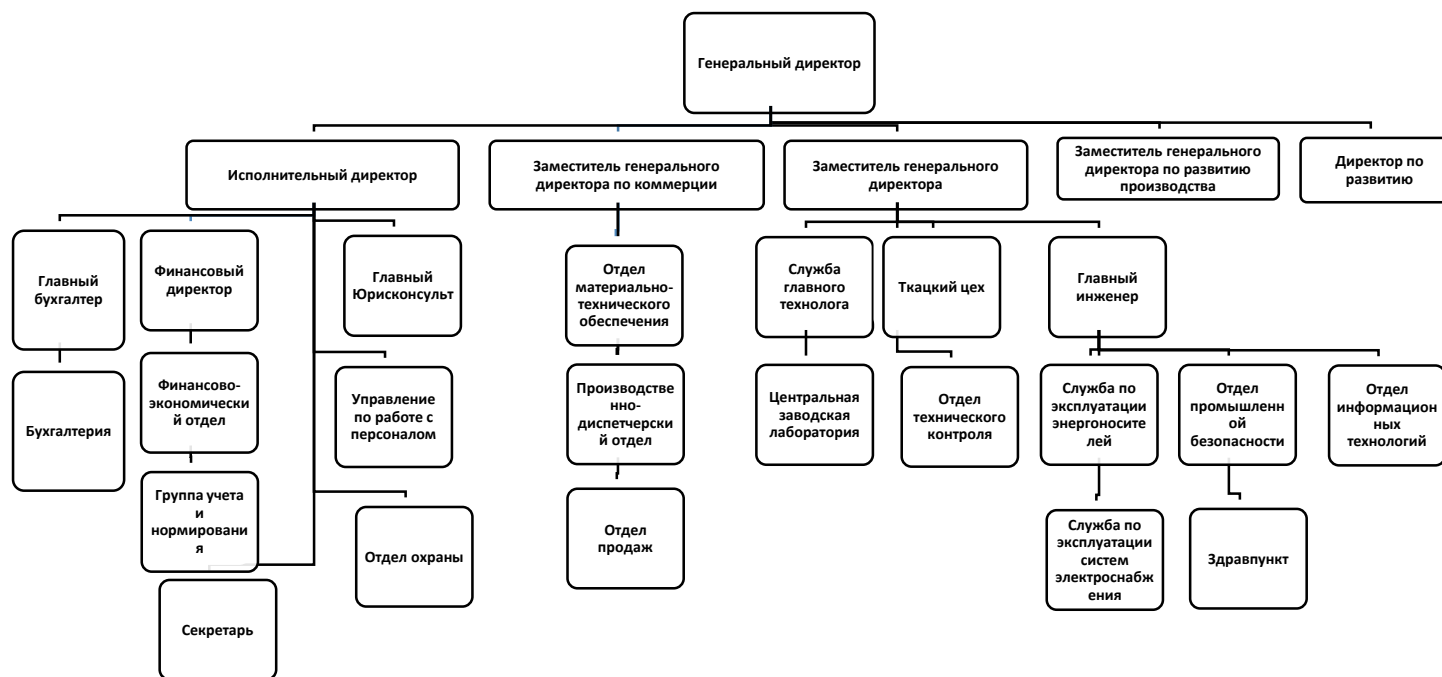 Генеральный директор
Исполнительный директор
Заместитель генерального
директора по коммерции
Заместитель генерального
директора
Заместитель генерального
директора по развитию
производства
Директор по
развитию
Главный
бухгалтер
Финансовый
директор
Главный
Юрисконсульт
Отдел
материально-
технического
обеспечения
Служба
главного
технолога
Ткацкий цех
Главный
инженер
Бухгалтерия
Финансово-
экономически
й отдел
Управление
по работе с
персоналом
Производстве
нно-
диспетчерски
й отдел
Центральная
заводская
лаборатория
Отдел
технического
контроля
Служба по
эксплуатации
энергоносите
лей
Отдел
промышленн
ой
безопасности
Отдел
информацион
ных
технологий
Группа учета
и
нормировани
я
Отдел охраны
Отдел
продаж
Служба по
эксплуатации
систем
электроснабж
ения
Здравпункт
Секретарь